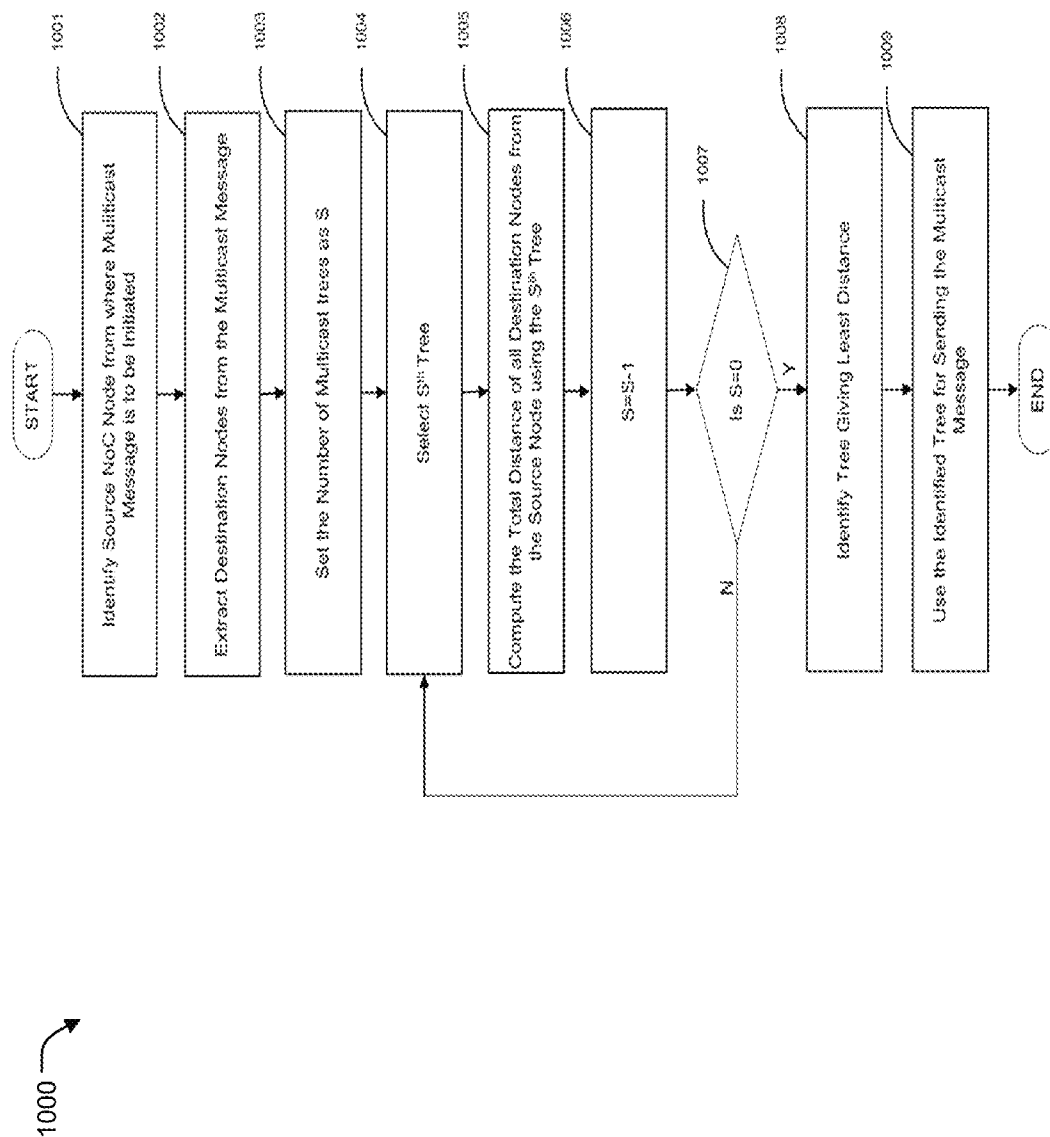 1000
START
1001
Identify Source NoC Node from where Multicast
Message is to be Initiated
1002
Extract Destination Nodes from the Multicast Message
1003
Set the Number of Multicast trees as S
1004
Select Sth Tree
1005
Compute the Total Distance of all Destination Nodes from
the Source Node using the Sth Tree
1006
S=S-1
1007
Is S=0
N
Y
1008
Identify Tree Giving Least Distance
1009
Use the Identified Tree for Sending the Multicast
Message
END